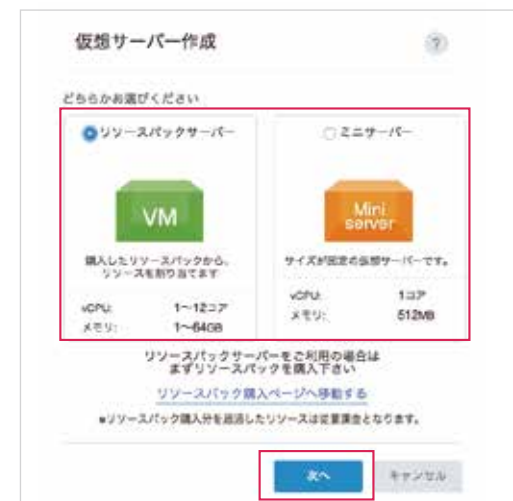 仮想サーバー作成
?
どちらかお選びください
リソースパックサーバー
ミニサーバー
VM
Mini
server
購入したリソースパックから、
リソースを割り当てます
サイズが固定の仮想サーバーです。
vCPU: 1〜12コア
メモリ: 1〜64GB
vCPU: 1コア
メモリ: 512MB
リソースパックサーバーをご利用の場合は
まずリソースパックを購入下さい
リソースパック購入ページへ移動する
※リソースパック購入分を超過したリソースは従量課金となります。
次へ
キャンセル